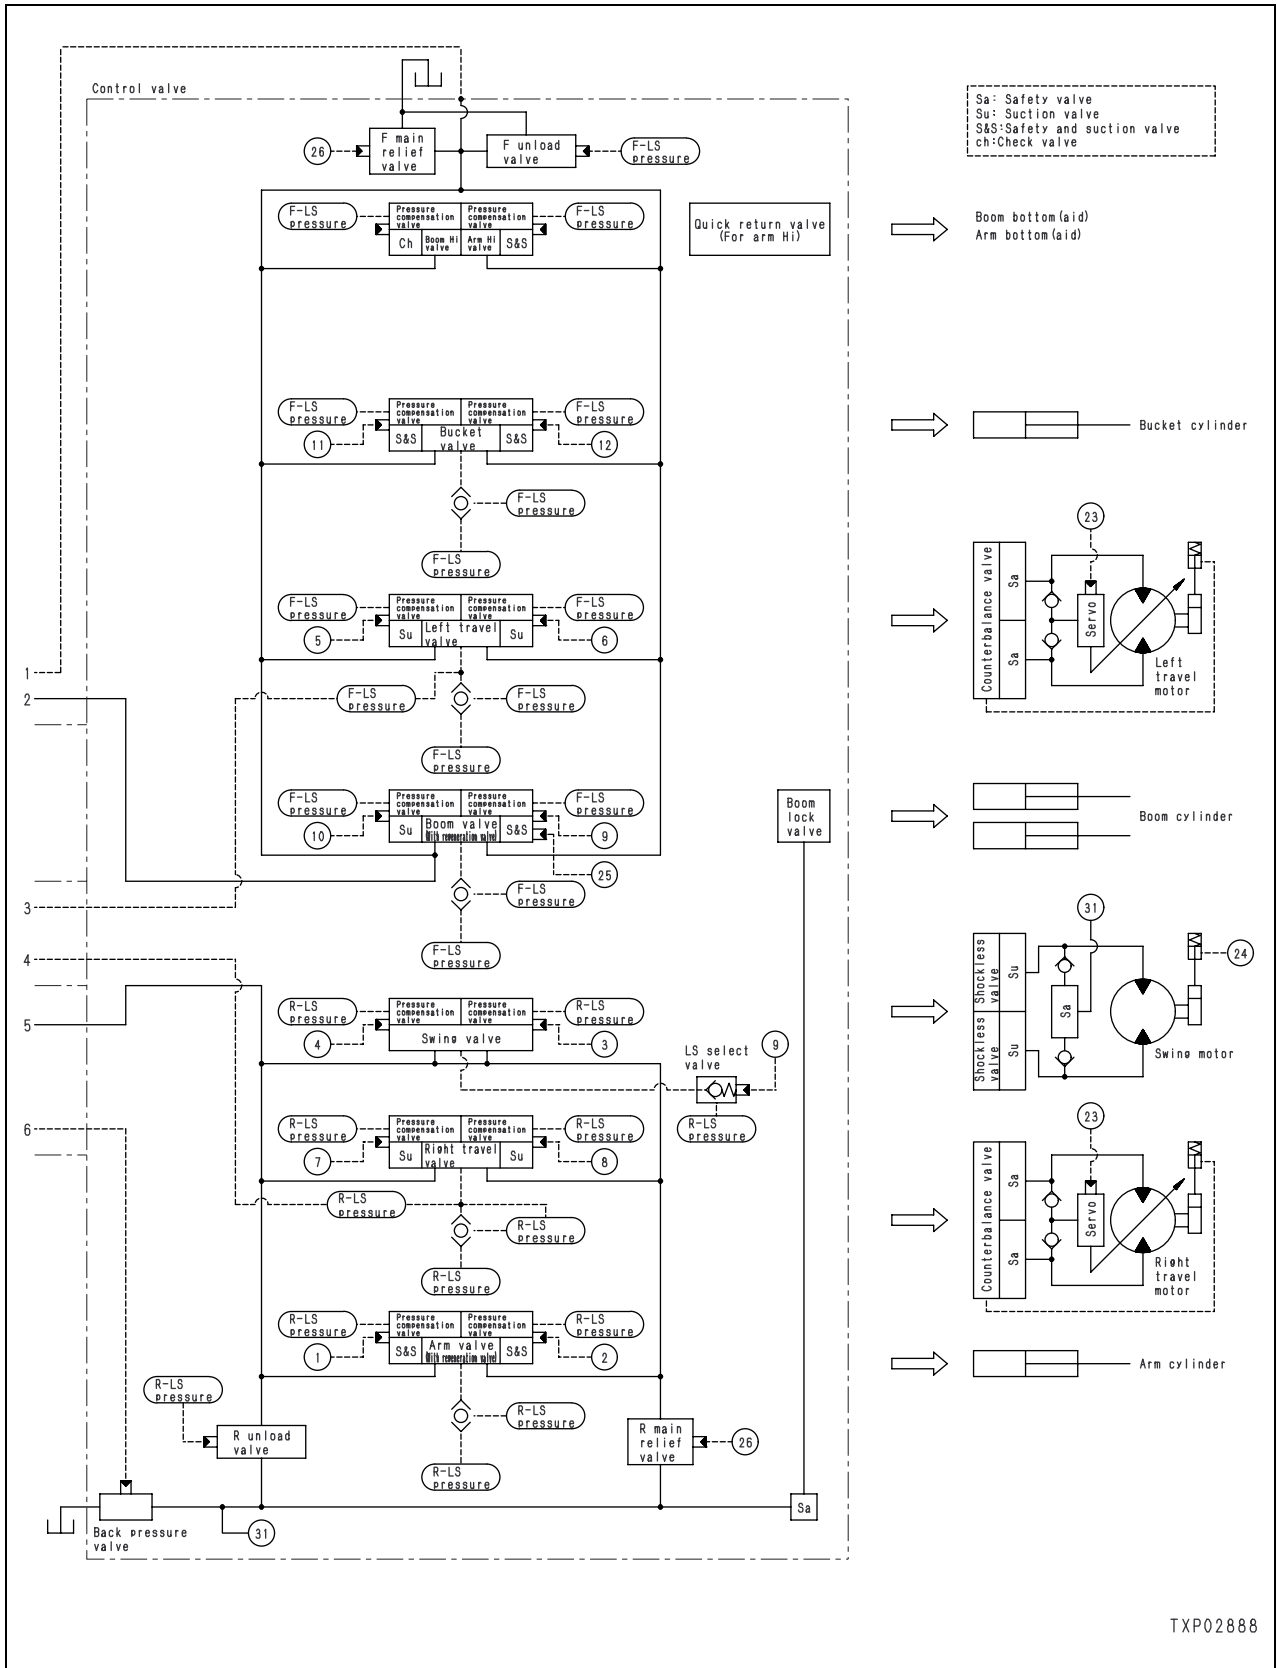 Control valve
Sa: Safety valve
Su: Suction valve
S&S:Safety and suction valve
ch:Check valve
26
F main
relief
valve
F unload
valve
F-LS
pressure
F-LS
pressure
Pressure
compensation
valve
Pressure
compensation
valve
F-LS
pressure
Ch
Boom Hi
valve
Arm Hi
valve
S&S
Quick return valve
(For arm Hi)
Boom bottom(aid)
Arm bottom(aid)
F-LS
pressure
Pressure
compensation
valve
Pressure
compensation
valve
F-LS
pressure
11
S&S
Bucket
valve
S&S
12
Bucket cylinder
F-LS
pressure
F-LS
pressure
F-LS
pressure
Pressure
compensation
valve
Pressure
compensation
valve
F-LS
pressure
5
Su
Left travel
valve
Su
6
23
Counterbalance valve
Sa
Sa
Servo
Left
travel
motor
1
2
F-LS
pressure
F-LS
pressure
F-LS
pressure
F-LS
pressure
Pressure
compensation
valve
Pressure
compensation
valve
F-LS
pressure
10
Su
Boom valve
(With regeneration valve)
S&S
9
25
Boom
lock
valve
Boom cylinder
F-LS
pressure
F-LS
pressure
3
4
5
R-LS
pressure
Pressure
compensation
valve
Pressure
compensation
valve
R-LS
pressure
4
Swing valve
3
31
24
Shockless
valve
Shockless
valve
Su
Su
Sa
Swing motor
LS select
valve
9
R-LS
pressure
6
R-LS
pressure
Pressure
compensation
valve
Pressure
compensation
valve
R-LS
pressure
7
Su
Right travel
valve
Su
8
23
Counterbalance valve
Sa
Sa
Servo
Right
travel
motor
R-LS
pressure
R-LS
pressure
R-LS
pressure
R-LS
pressure
Pressure
compensation
valve
Pressure
compensation
valve
R-LS
pressure
1
S&S
Arm valve
(With regeneration valve)
S&S
2
Arm cylinder
R-LS
pressure
R-LS
pressure
R-LS
pressure
R unload
valve
R main
relief
valve
26
Back pressure
valve
31
Sa
TXP02888